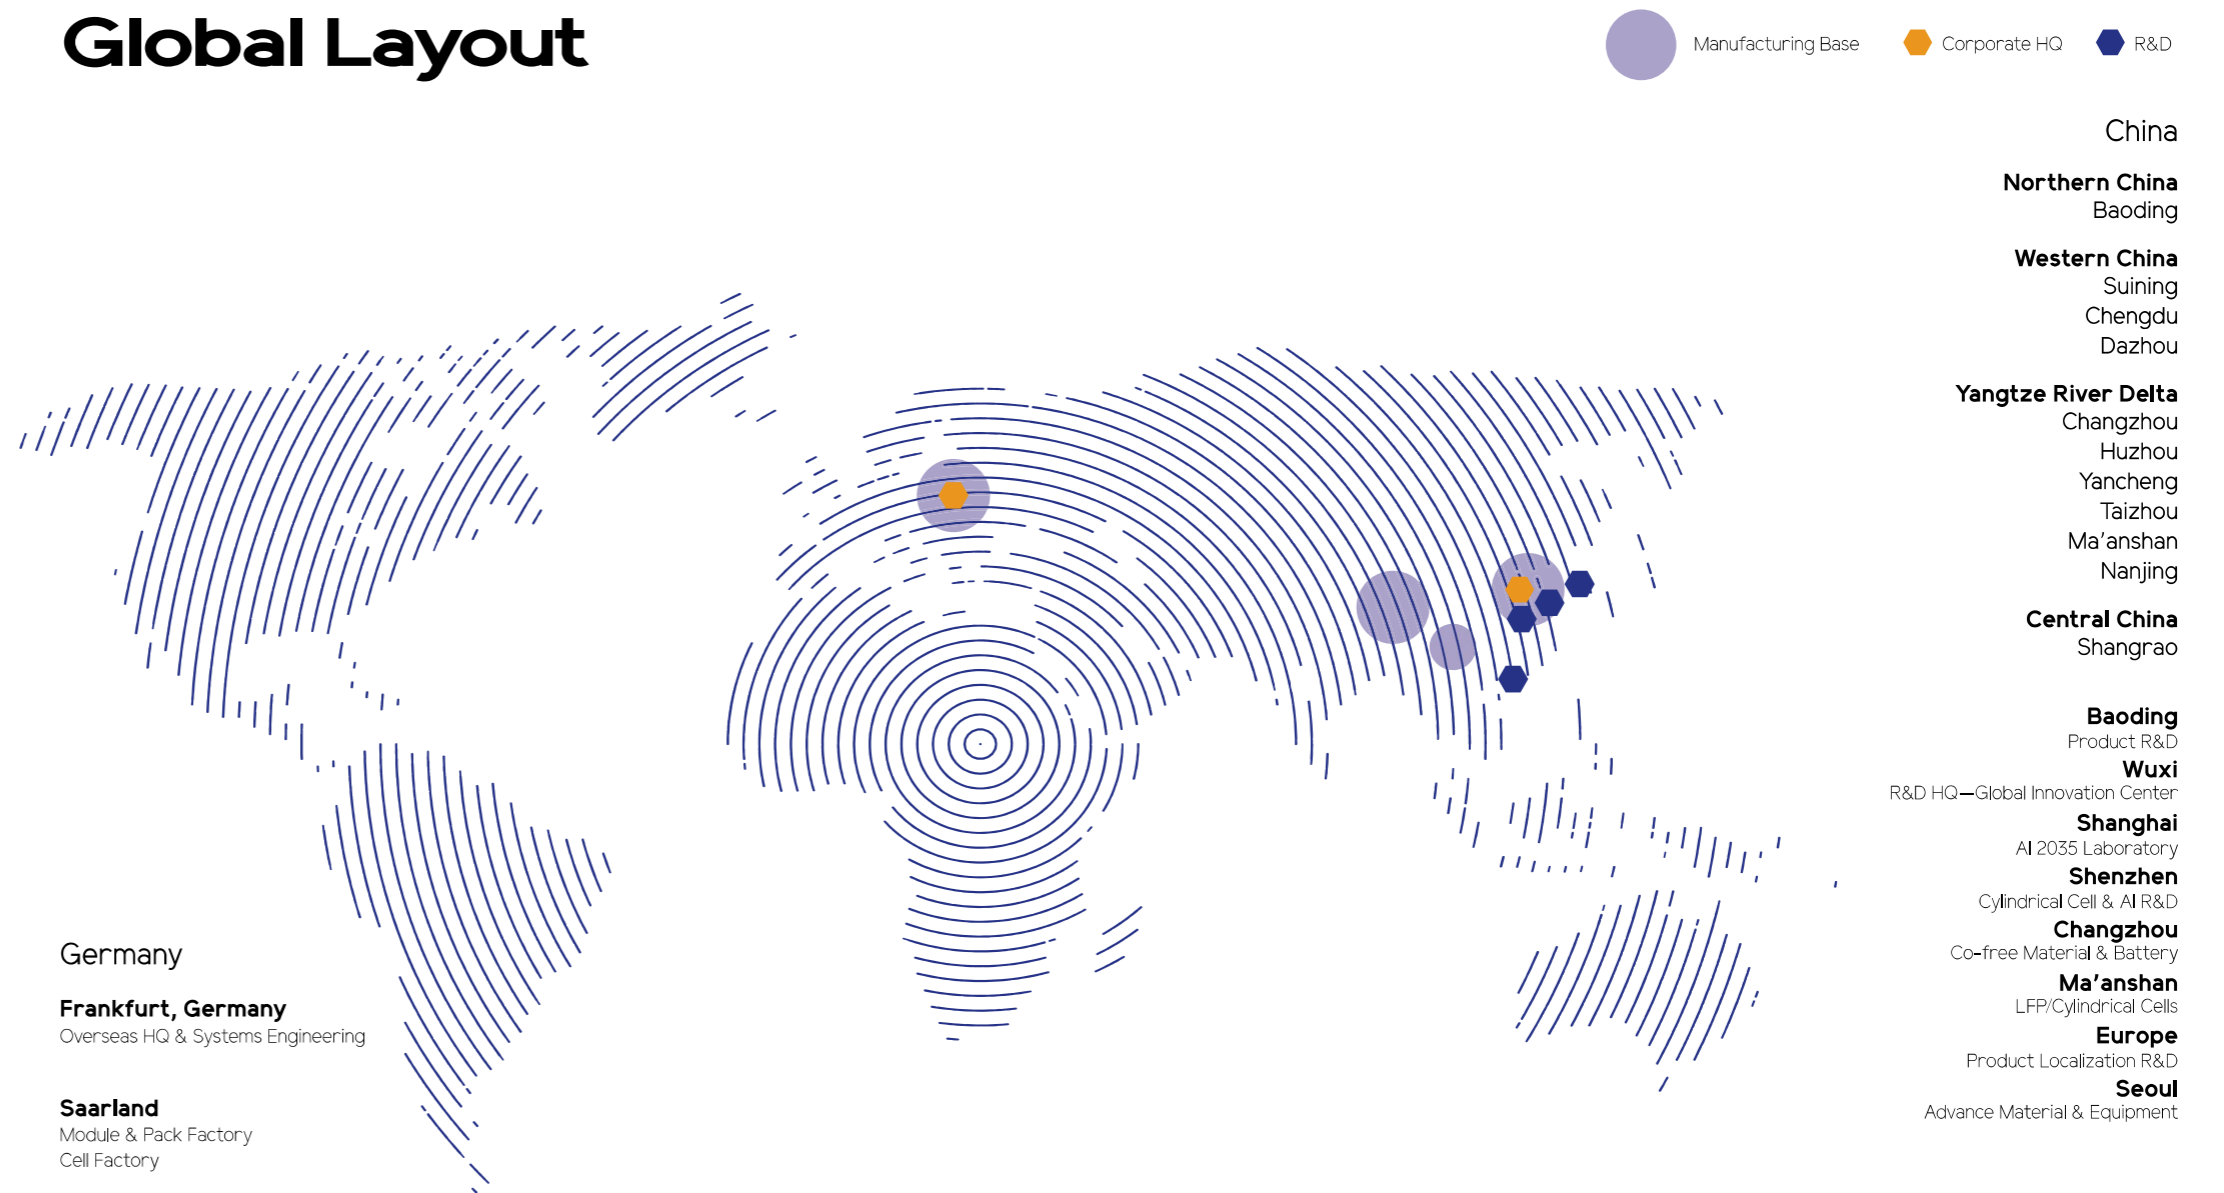 Global Layout
Manufacturing Base
Corporate HQ
R&D
China
Northern China
Baoding
Western China
Suining
Chengdu
Dazhou
Yangtze River Delta
Changzhou
Huzhou
Yancheng
Taizhou
Ma'anshan
Nanjing
Central China
Shangrao
Baoding
Product R&D
Wuxi
R&D HQ—Global Innovation Center
Shanghai
AI 2035 Laboratory
Shenzhen
Cylindrical Cell & AI R&D
Changzhou
Co-free Material & Battery
Ma'anshan
LFP/Cylindrical Cells
Europe
Product Localization R&D
Seoul
Advance Material & Equipment
Germany
Frankfurt, Germany
Overseas HQ & Systems Engineering
Saarland
Module & Pack Factory
Cell Factory